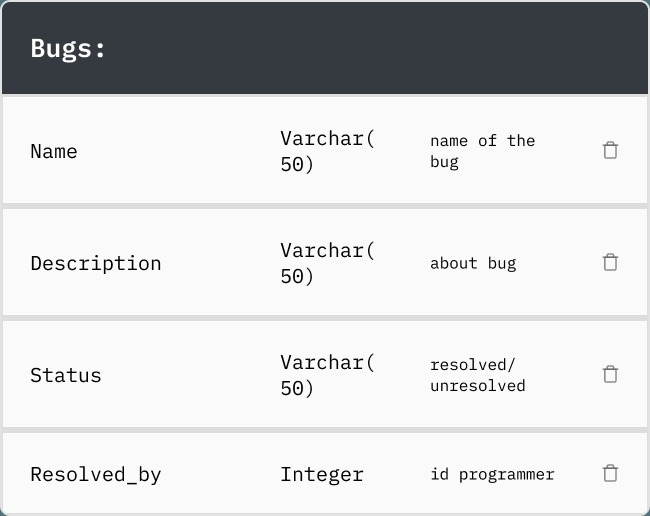 Bugs:
Name
Varchar(
50)
name of the
bug
Description
Varchar(
50)
about bug
Status
Varchar(
50)
resolved/
unresolved
Resolved_by
Integer
id programmer